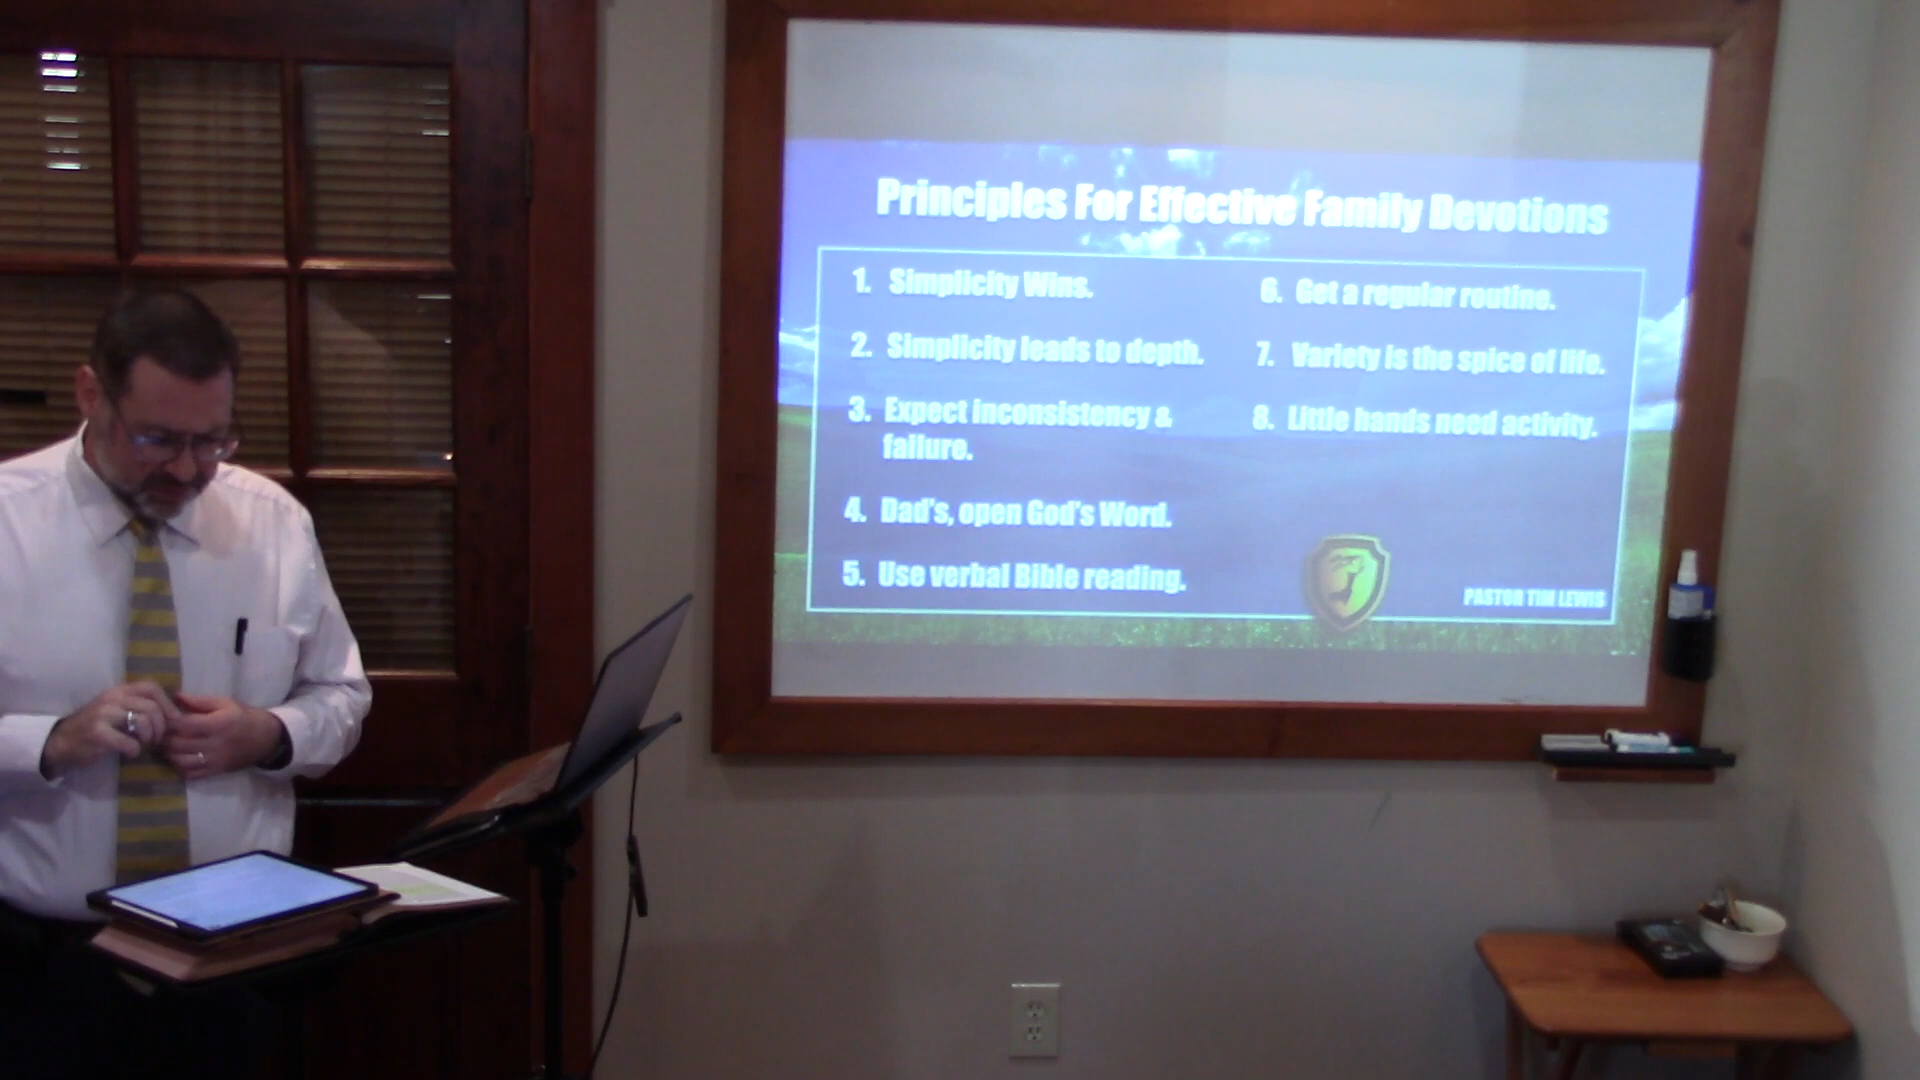 Principles For Effective Family Devotions
1. Simplicity Wins.
2. Simplicity leads to depth.
3. Expect inconsistency &
failure.
4. Dad's, open God's Word.
5. Use verbal Bible reading.
6. Get a regular routine.
7. Variety is the spice of life.
8. Little hands need activity.
PASTOR TIM LEWIS